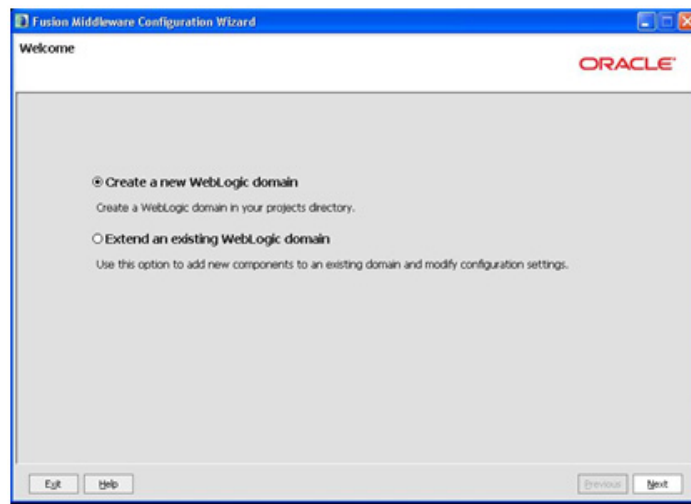 Fusion Middleware Configuration Wizard
Welcome
ORACLE
Create a new WebLogic domain
Create a WebLogic domain in your projects directory.
Extend an existing WebLogic domain
Use this option to add new components to an existing domain and modify configuration settings.
Exit Help Previous Next